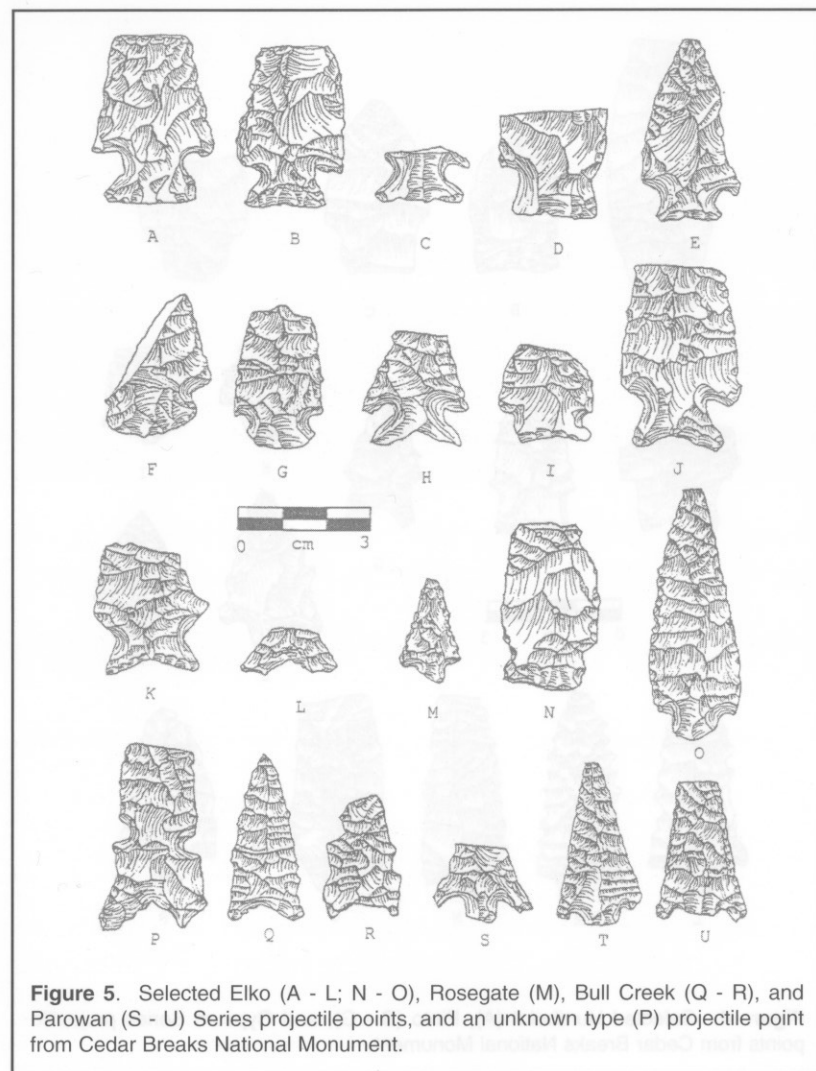 A B C D E
F G H I J
0 cm 3
K L M N O
P Q R S T U
Figure 5. Selected Elko (A - L; N - O), Rosegate (M), Bull Creek (Q - R), and
Parowan (S - U) Series projectile points, and an unknown type (P) projectile point
from Cedar Breaks National Monument.